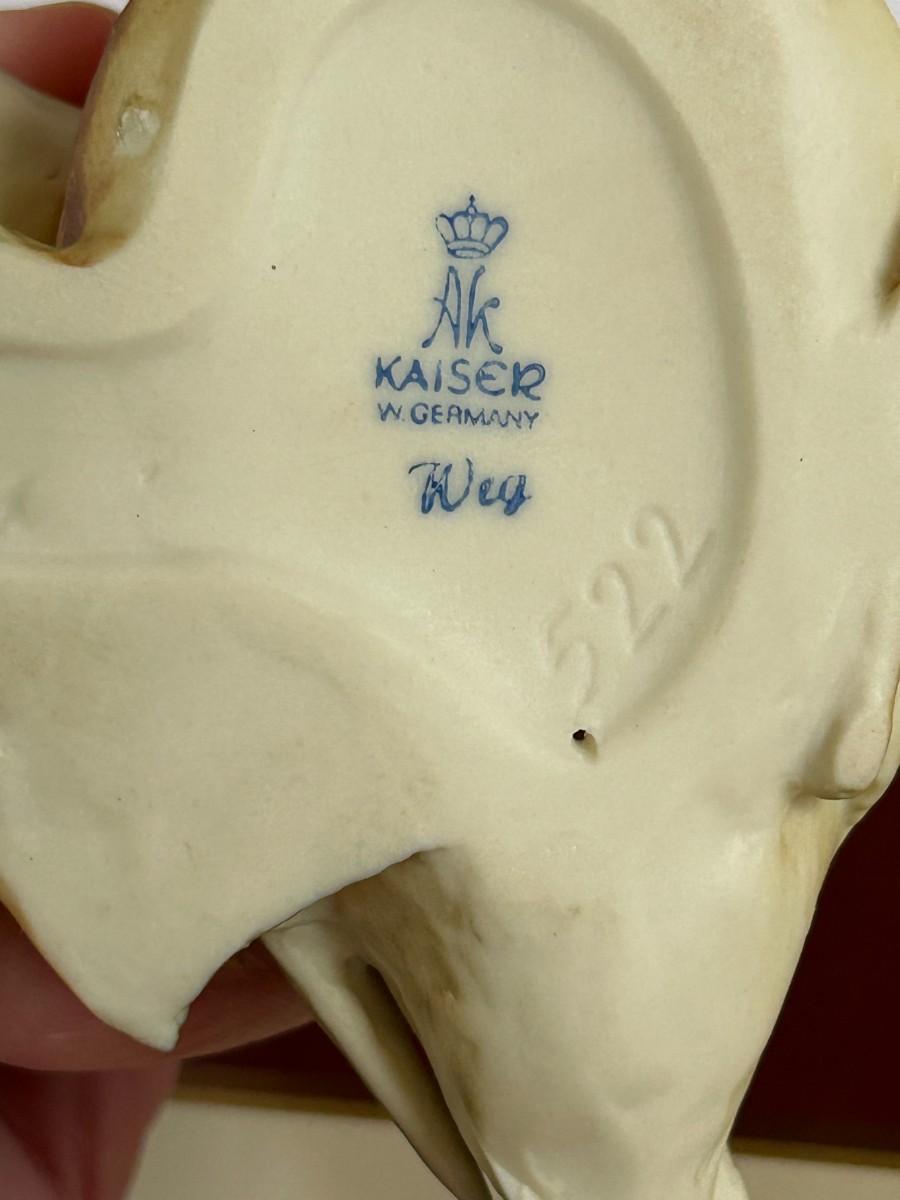 Ak
KAISER
W. GERMANY
Weg
522